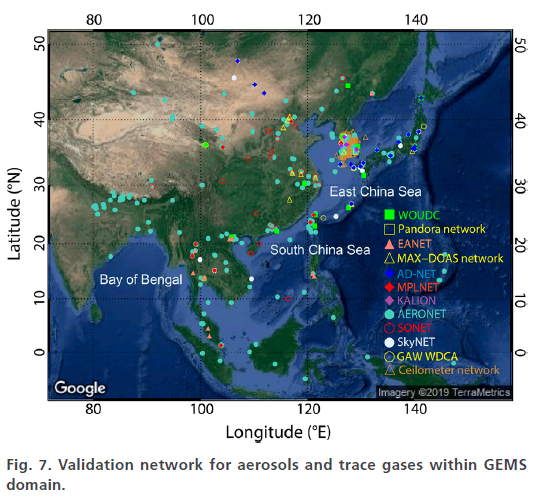 80 100 120 140
50 50
40 40
30 30
20 20
10 10
0 0
Latitude (°N)
East China Sea
South China Sea
Bay of Bengal
WOUDC
Pandora network
EANET
MAX-DOCAS network
AD-NET
MPLNET
KALION
AERONET
SONET
SkyNET
GAW WDCA
Ceilometer network
Google
Imagery ©2019 TerraMetrics
80 100 120 140
Longitude (°E)
Fig. 7. Validation network for aerosols and trace gases within GEMS
domain.